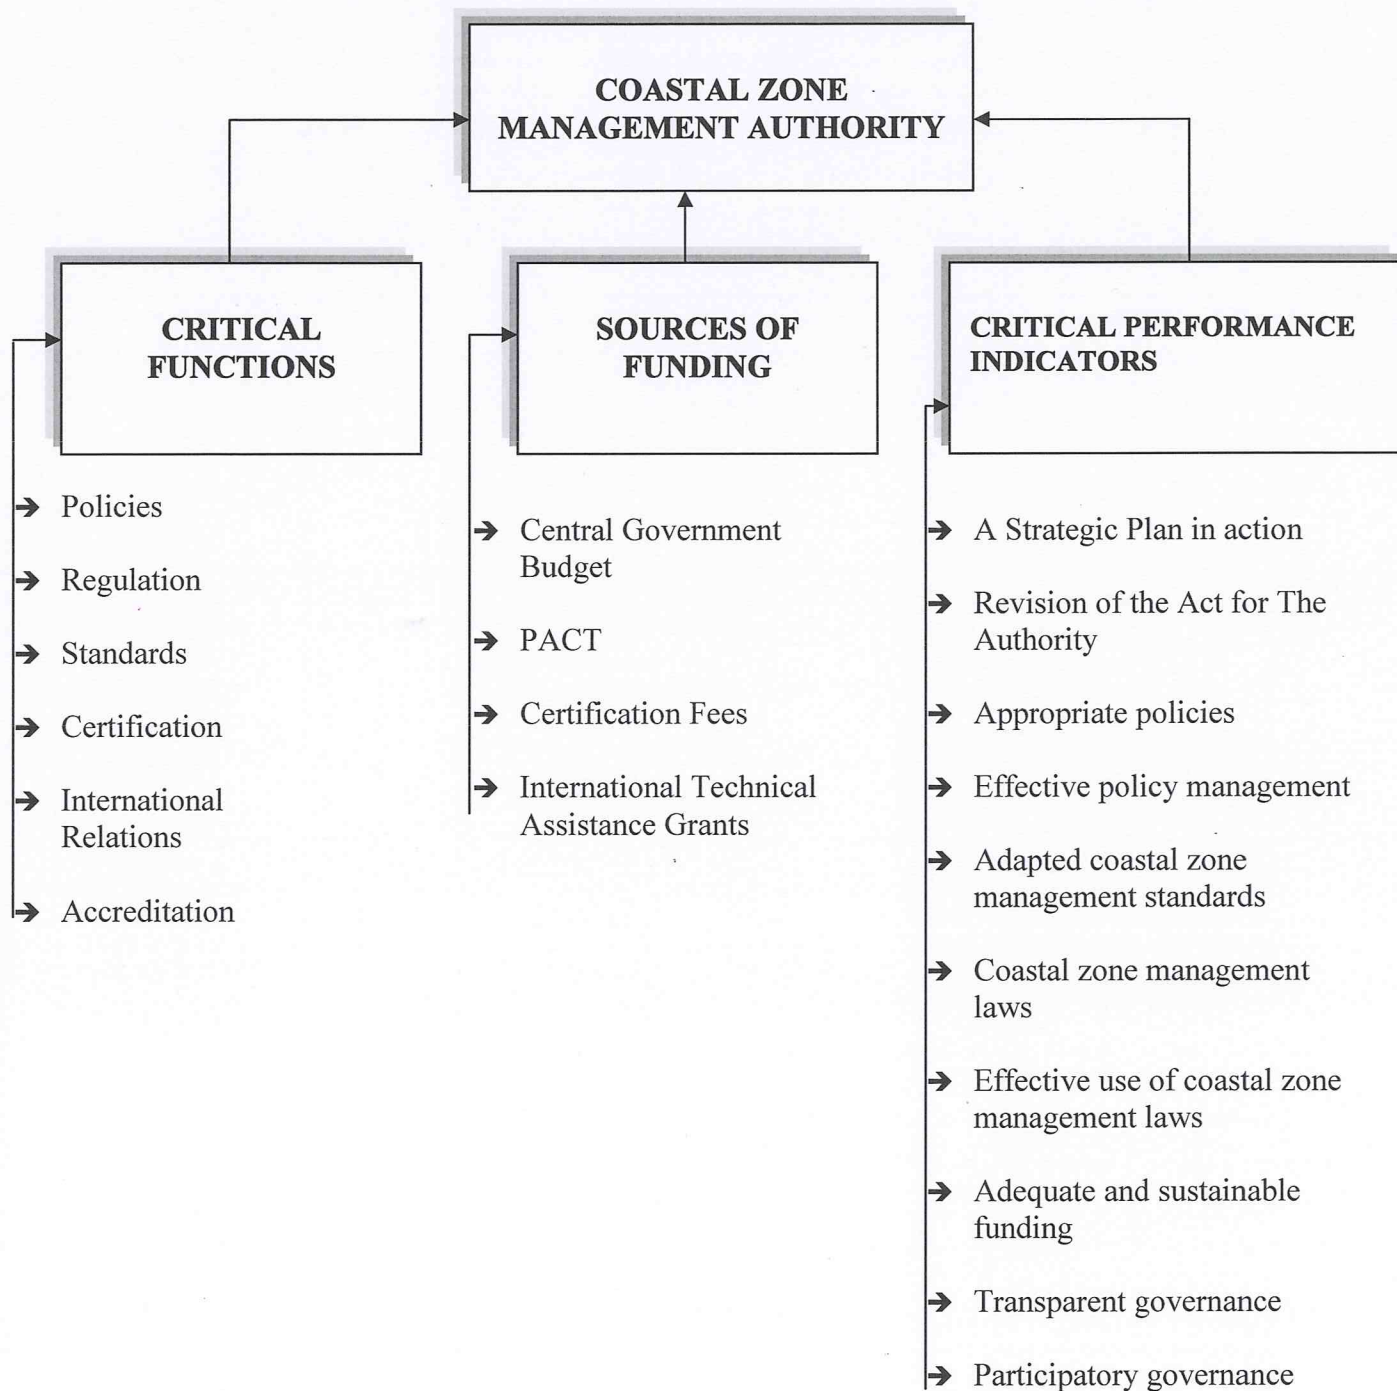 COASTAL ZONE
MANAGEMENT AUTHORITY
CRITICAL
FUNCTIONS
Policies
Regulation
Standards
Certification
International
Relations
Accreditation
SOURCES OF
FUNDING
Central Government
Budget
PACT
Certification Fees
International Technical
Assistance Grants
CRITICAL PERFORMANCE
INDICATORS
A Strategic Plan in action
Revision of the Act for The
Authority
Appropriate policies
Effective policy management
Adapted coastal zone
management standards
Coastal zone management
laws
Effective use of coastal zone
management laws
Adequate and sustainable
funding
Transparent governance
Participatory governance